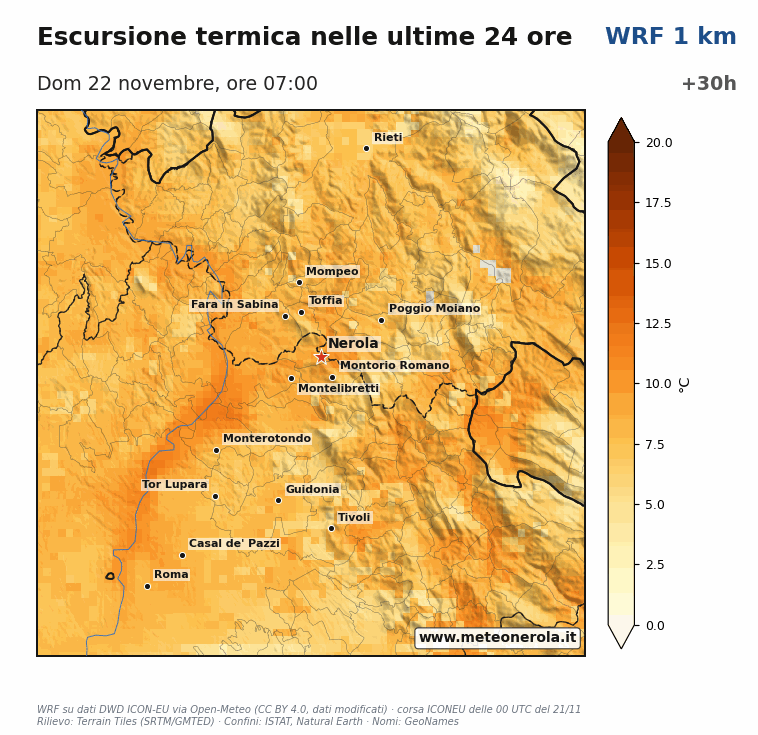 Escursione termica nelle ultime 24 ore
WRF 1 km
Dom 22 novembre, ore 07:00
+30h
Rieti
Mompeo
Fara in Sabina
Toffia
Poggio Moiano
Nerola
Montorio Romano
Montelibretti
Monterotondo
Tor Lupara
Guidonia
Tivoli
Casal de' Pazzi
Roma
www.meteonerola.it
20.0
17.5
15.0
12.5
10.0
7.5
5.0
2.5
0.0
°C
WRF su dati DWD ICON-EU via Open-Meteo (CC BY 4.0, dati modificati) · corsa ICONEU delle 00 UTC del 21/11
Rilievo: Terrain Tiles (SRTM/GMTED) · Confini: ISTAT, Natural Earth · Nomi: GeoNames